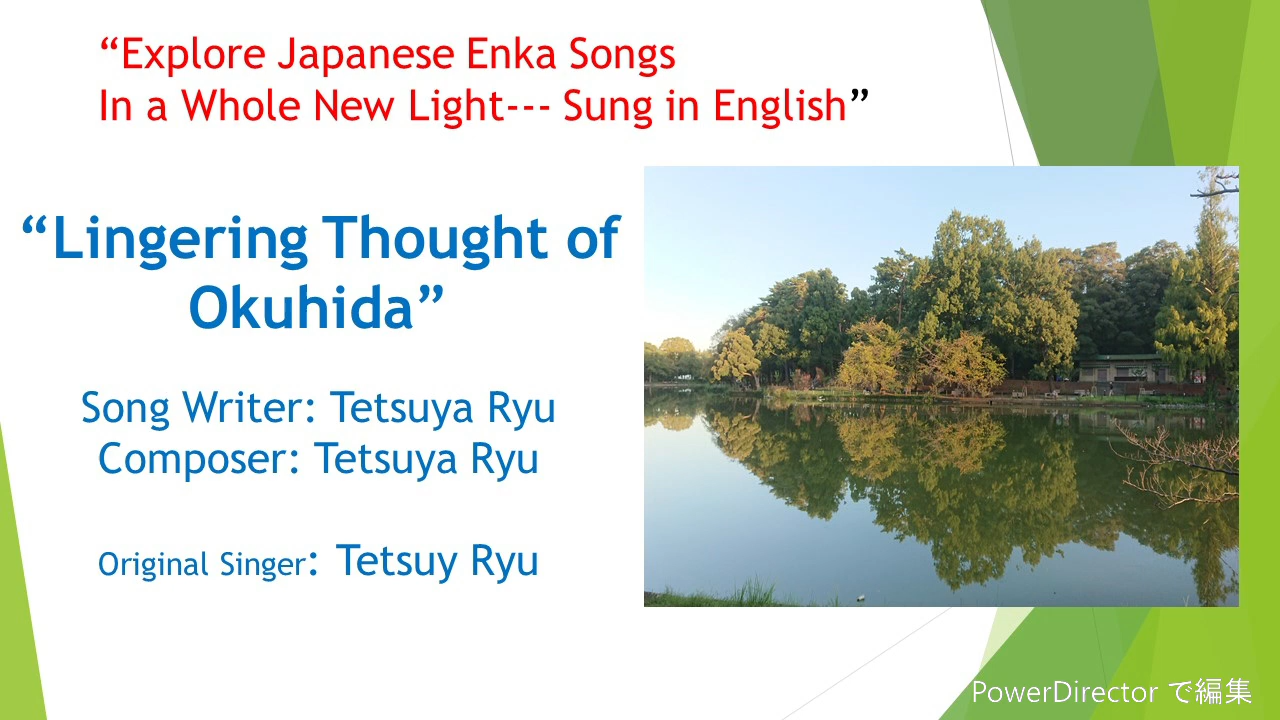 “Explore Japanese Enka Songs
In a Whole New Light--- Sung in English”
“Lingering Thought of
Okuhida”
Song Writer: Tetsuya Ryu
Composer: Tetsuya Ryu
Original Singer: Tetsuy Ryu
PowerDirector で編集